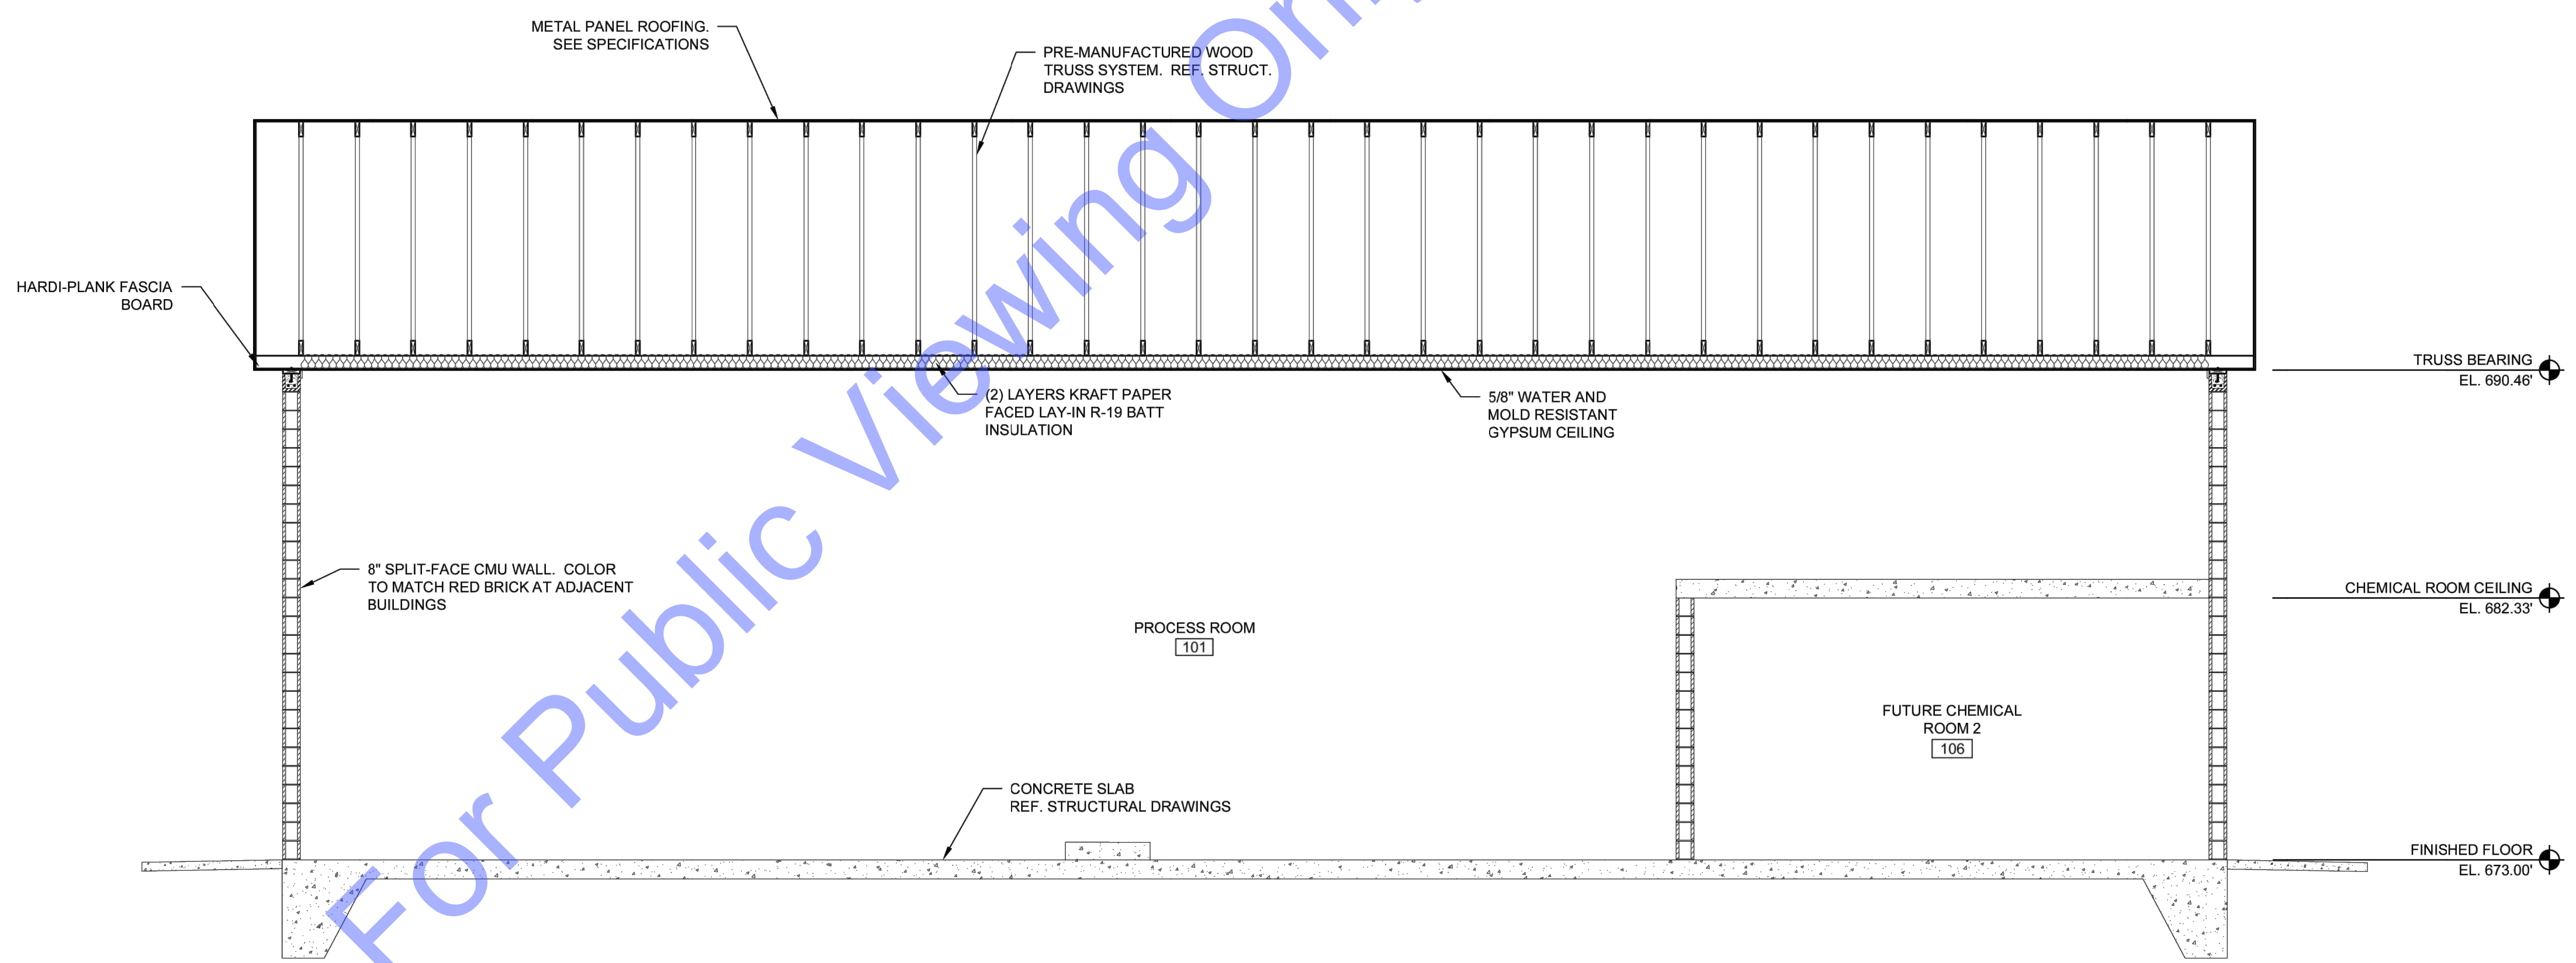 METAL PANEL ROOFING.
SEE SPECIFICATIONS
PRE-MANUFACTURED WOOD
TRUSS SYSTEM. REF. STRUCT.
DRAWINGS
HARDI-PLANK FASCIA
BOARD
(2) LAYERS KRAFT PAPER
FACED LAY-IN R-19 BATT
INSULATION
5/8" WATER AND
MOLD RESISTANT
GYPSUM CEILING
TRUSS BEARING
EL. 690.46'
8" SPLIT-FACE CMU WALL. COLOR
TO MATCH RED BRICK AT ADJACENT
BUILDINGS
CHEMICAL ROOM CEILING
EL. 682.33'
PROCESS ROOM
101
FUTURE CHEMICAL
ROOM 2
106
CONCRETE SLAB
REF. STRUCTURAL DRAWINGS
FINISHED FLOOR
EL. 673.00'
For Public Viewing